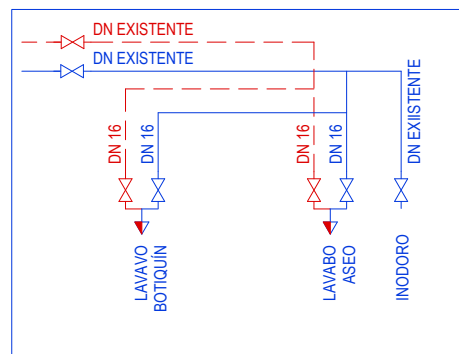 DN EXISTENTE
DN EXISTENTE
DN 16
DN 16
DN 16
DN 16
DN EXIISTENTE
LAVAVO
BOTIQUÍN
LAVABO
ASEO
INODORO